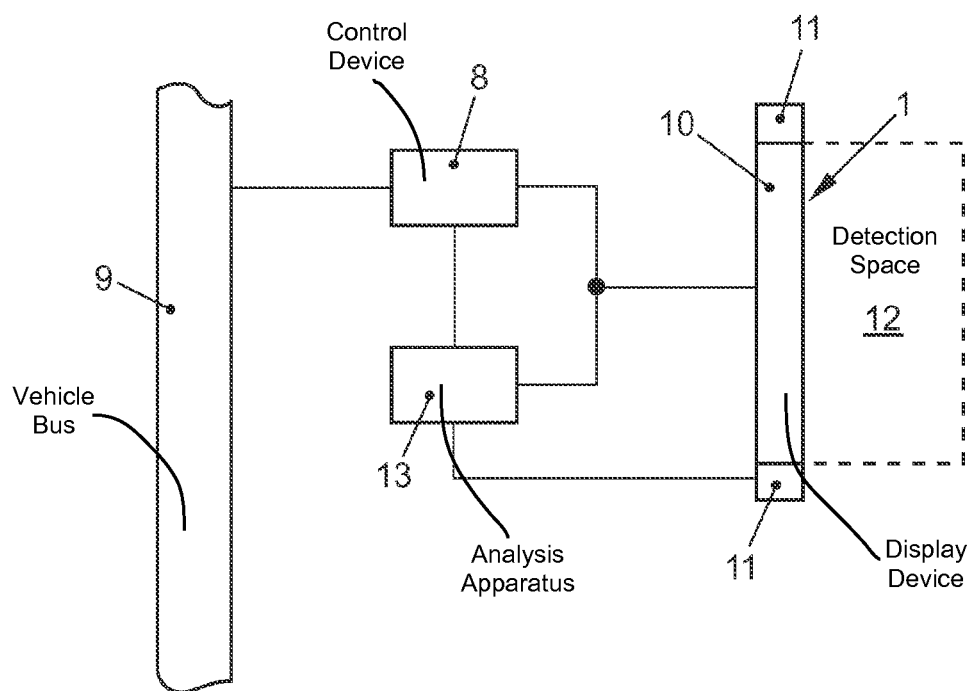 11
Control
Device
8
10
1
Detection
Space
12
9
Vehicle
Bus
13
Analysis
Apparatus
11
Display
Device